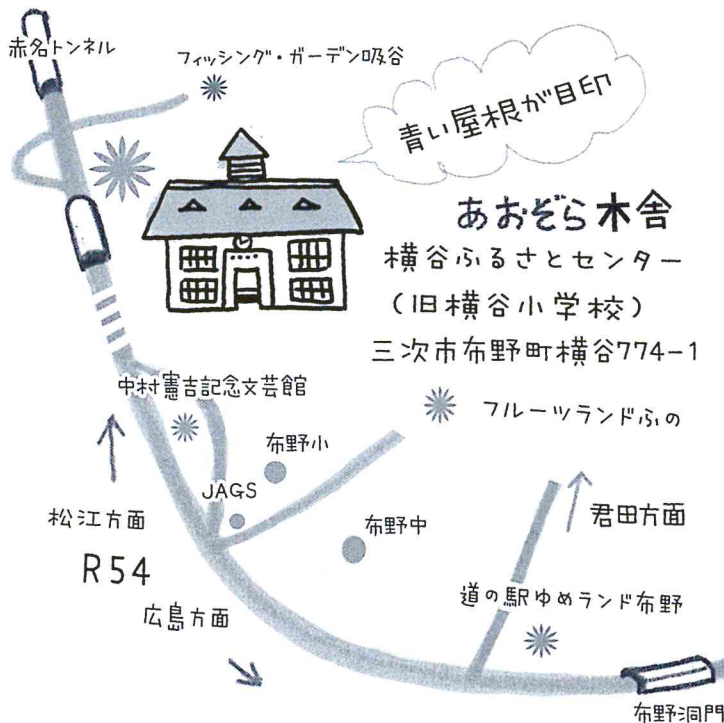 赤名トンネル
フィッシング・ガーデン吸谷
青い屋根が目印
あおぞら木舎
横谷ふるさとセンター
(旧横谷小学校)
三次市布野町横谷774-1
中村憲吉記念文芸館
フルーツランドふの
布野小
JAGS
松江方面
布野中
君田方面
R54
道の駅ゆめランド布野
広島方面
布野洞門